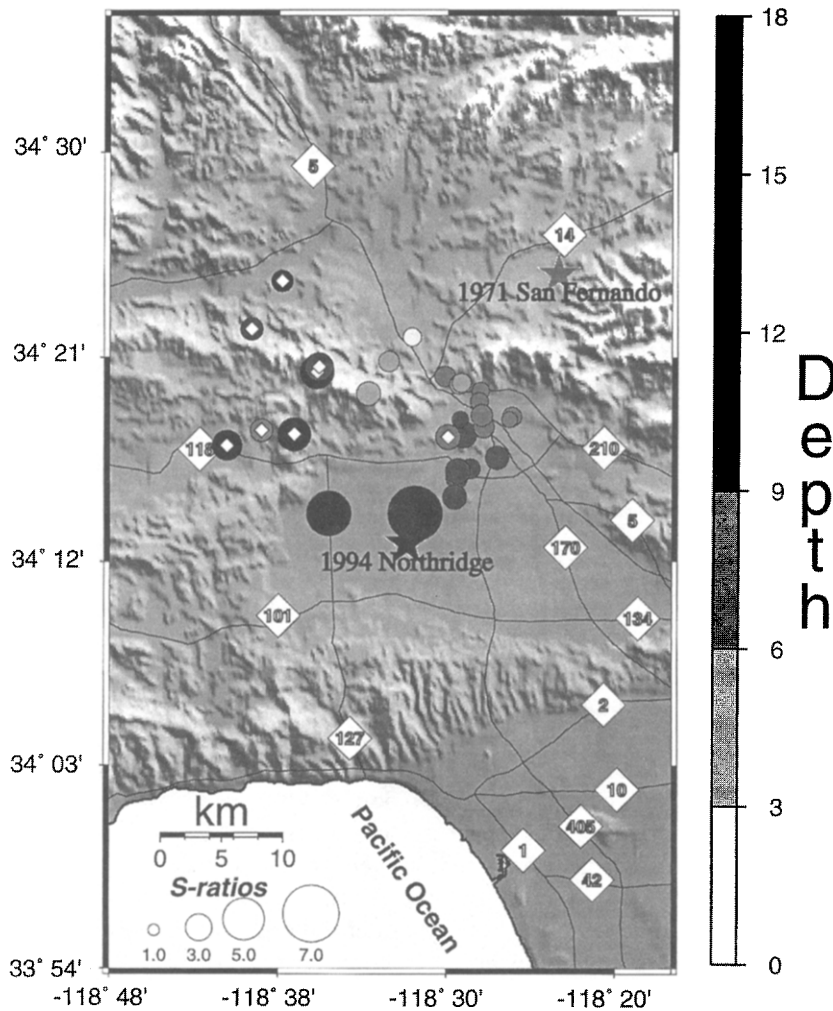 18
34° 30'
5
15
14
1971 San Fernando
12
34° 21'
Depth
118
210
9
5
34° 12'
170
1994 Northridge
101
134
6
2
127
34° 03'
10
km
3
405
0 5 10
Pacific Ocean
1
S-ratios
42
1.0 3.0 5.0 7.0
33° 54'
0
-118° 48' -118° 38' -118° 30' -118° 20'